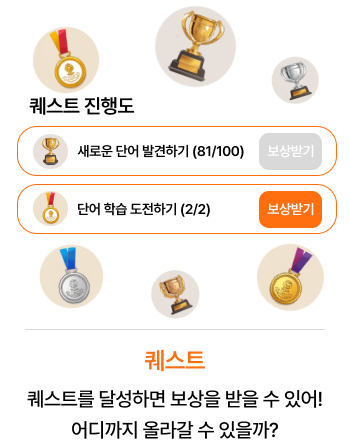 퀘스트 진행도
새로운 단어 발견하기 (81/100) 보상받기
단어 학습 도전하기 (2/2) 보상받기
퀘스트
퀘스트를 달성하면 보상을 받을 수 있어!
어디까지 올라갈 수 있을까?